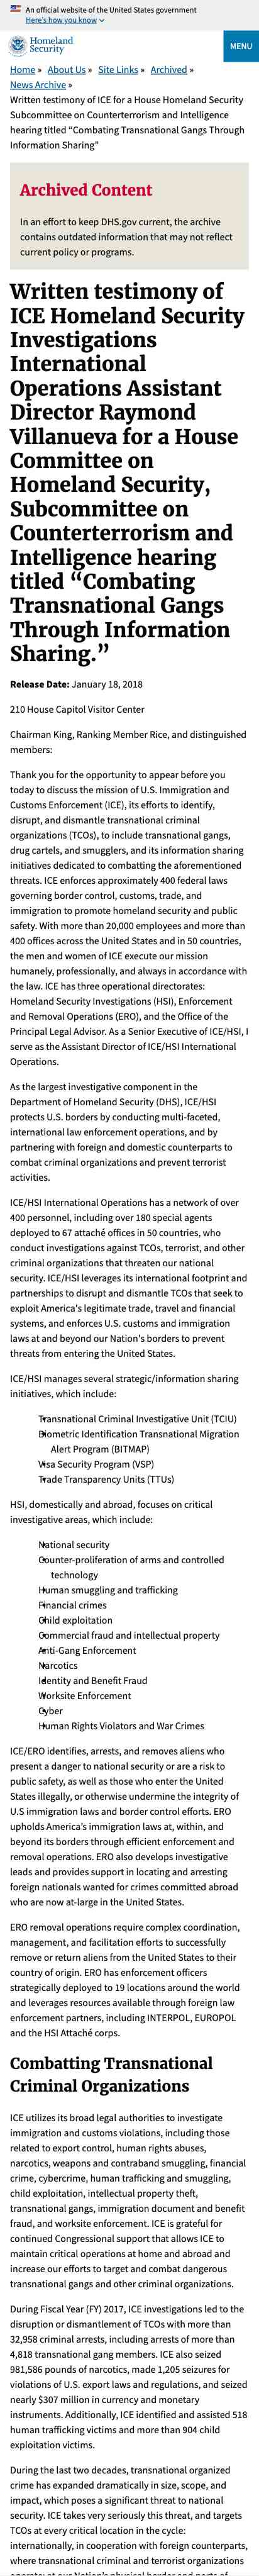 An official website of the United States government
Here's how you know
Homeland
Security
MENU
Home » About Us » Site Links » Archived »
News Archive »
Written testimony of ICE for a House Homeland Security
Subcommittee on Counterterrorism and Intelligence
hearing titled “Combating Transnational Gangs Through
Information Sharing”
Archived Content
In an effort to keep DHS.gov current, the archive
contains outdated information that may not reflect
current policy or programs.
Written testimony of
ICE Homeland Security
Investigations
International
Operations Assistant
Director Raymond
Villanueva for a House
Committee on
Homeland Security,
Subcommittee on
Counterterrorism and
Intelligence hearing
titled “Combating
Transnational Gangs
Through Information
Sharing.”
Release Date: January 18, 2018
210 House Capitol Visitor Center
Chairman King, Ranking Member Rice, and distinguished
members:
Thank you for the opportunity to appear before you
today to discuss the mission of U.S. Immigration and
Customs Enforcement (ICE), its efforts to identify,
disrupt, and dismantle transnational criminal
organizations (TCOs), to include transnational gangs,
drug cartels, and smugglers, and its information sharing
initiatives dedicated to combatting the aforementioned
threats. ICE enforces approximately 400 federal laws
governing border control, customs, trade, and
immigration to promote homeland security and public
safety. With more than 20,000 employees and more than
400 offices across the United States and in 50 countries,
the men and women of ICE execute our mission
humanely, professionally, and always in accordance with
the law. ICE has three operational directorates:
Homeland Security Investigations (HSI), Enforcement
and Removal Operations (ERO), and the Office of the
Principal Legal Advisor. As a Senior Executive of ICE/HSI, I
serve as the Assistant Director of ICE/HSI International
Operations.
As the largest investigative component in the
Department of Homeland Security (DHS), ICE/HSI
protects U.S. borders by conducting multi-faceted,
international law enforcement operations, and by
partnering with foreign and domestic counterparts to
combat criminal organizations and prevent terrorist
activities.
ICE/HSI International Operations has a network of over
400 personnel, including over 180 special agents
deployed to 67 attaché offices in 50 countries, who
conduct investigations against TCOs, terrorist, and other
criminal organizations that threaten our national
security. ICE/HSI leverages its international footprint and
partnerships to disrupt and dismantle TCOs that seek to
exploit America's legitimate trade, travel and financial
systems, and enforces U.S. customs and immigration
laws at and beyond our Nation's borders to prevent
threats from entering the United States.
ICE/HSI manages several strategic/information sharing
initiatives, which include:
Transnational Criminal Investigative Unit (TCIU)
Biometric Identification Transnational Migration
Alert Program (BITMAP)
Visa Security Program (VSP)
Trade Transparency Units (TTUs)
HSI, domestically and abroad, focuses on critical
investigative areas, which include:
National security
Counter-proliferation of arms and controlled
technology
Human smuggling and trafficking
Financial crimes
Child exploitation
Commercial fraud and intellectual property
Anti-Gang Enforcement
Narcotics
Identity and Benefit Fraud
Worksite Enforcement
Cyber
Human Rights Violators and War Crimes
ICE/ERO identifies, arrests, and removes aliens who
present a danger to national security or are a risk to
public safety, as well as those who enter the United
States illegally, or otherwise undermine the integrity of
U.S immigration laws and border control efforts. ERO
upholds America’s immigration laws at, within, and
beyond its borders through efficient enforcement and
removal operations. ERO also develops investigative
leads and provides support in locating and arresting
foreign nationals wanted for crimes committed abroad
who are now at-large in the United States.
ERO removal operations require complex coordination,
management, and facilitation efforts to successfully
remove or return aliens from the United States to their
country of origin. ERO has enforcement officers
strategically deployed to 19 locations around the world
and leverages resources available through foreign law
enforcement partners, including INTERPOL, EUROPOL
and the HSI Attaché corps.
Combatting Transnational
Criminal Organizations
ICE utilizes its broad legal authorities to investigate
immigration and customs violations, including those
related to export control, human rights abuses,
narcotics, weapons and contraband smuggling, financial
crime, cybercrime, human trafficking and smuggling,
child exploitation, intellectual property theft,
transnational gangs, immigration document and benefit
fraud, and worksite enforcement. ICE is grateful for
continued Congressional support that allows ICE to
maintain critical operations at home and abroad and
increase our efforts to target and combat dangerous
transnational gangs and other criminal organizations.
During Fiscal Year (FY) 2017, ICE investigations led to the
disruption or dismantlement of TCOs with more than
32,958 criminal arrests, including arrests of more than
4,818 transnational gang members. ICE also seized
981,586 pounds of narcotics, made 1,205 seizures for
violations of U.S. export laws and regulations, and seized
nearly $307 million in currency and monetary
instruments. Additionally, ICE identified and assisted 518
human trafficking victims and more than 904 child
exploitation victims.
During the last two decades, transnational organized
crime has expanded dramatically in size, scope, and
impact, which poses a significant threat to national
security. ICE takes very seriously this threat, and targets
TCOs at every critical location in the cycle:
internationally, in cooperation with foreign counterparts,
where transnational criminal and terrorist organizations